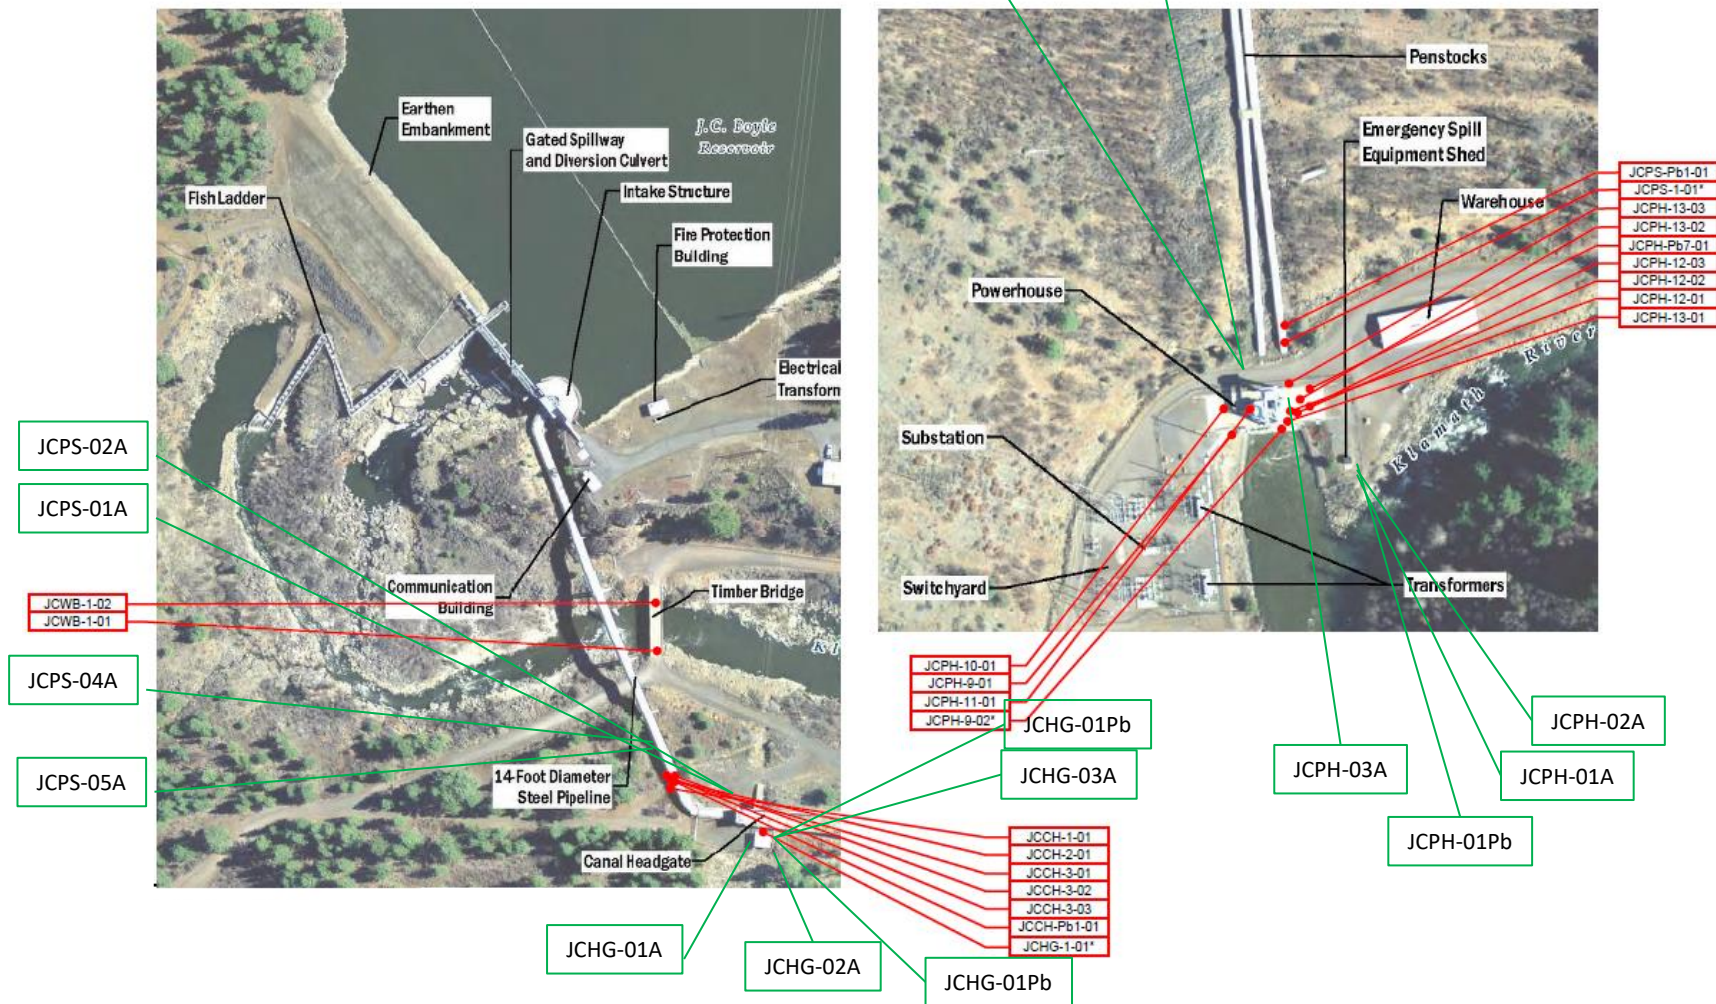 Earthen
Embankment
J.C. Boyle
Reservoir
Gated Spillway
and Diversion Culvert
Fish Ladder
Intake Structure
Fire Protection
Building
Electrical
Transform
JCPS-02A
JCPS-01A
Communication
Building
Timber Bridge
Kl
JCWB-1-02
JCWB-1-01
JCPS-04A
JCPS-05A
14-Foot Diameter
Steel Pipeline
Canal Headgate
JCHG-01A
JCHG-02A
JCHG-01Pb
JCCH-1-01
JCCH-2-01
JCCH-3-01
JCCH-3-02
JCCH-3-03
JCCH-Pb1-01
JCHG-1-01*
Penstocks
Emergency Spill
Equipment Shed
Warehouse
JCPS-Pb1-01
JCPS-1-01*
JCPH-13-03
JCPH-13-02
JCPH-Pb7-01
JCPH-12-03
JCPH-12-02
JCPH-12-01
JCPH-13-01
Powerhouse
Klamath River
Substation
Switchyard
Transformers
JCPH-10-01
JCPH-9-01
JCPH-11-01
JCPH-9-02*
JCHG-01Pb
JCHG-03A
JCPH-03A
JCPH-02A
JCPH-01A
JCPH-01Pb